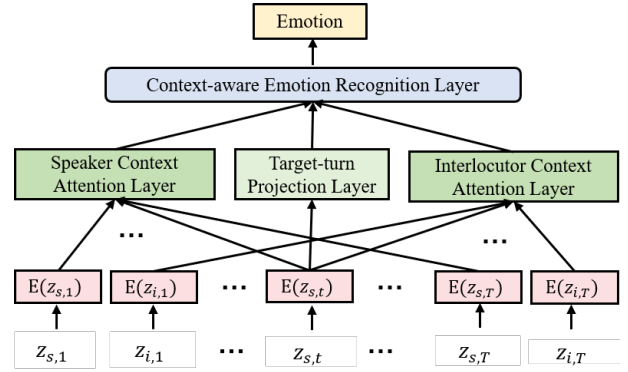 Emotion
Context-aware Emotion Recognition Layer
Speaker Context
Attention Layer
Target-turn
Projection Layer
Interlocutor Context
Attention Layer
... ...
E(z_{s,1}) E(z_{i,1}) ... E(z_{s,t}) ... E(z_{s,T}) E(z_{i,T})
z_{s,1} z_{i,1} ... z_{s,t} ... z_{s,T} z_{i,T}